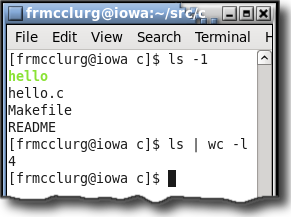 frmcclurg@iowa:~/src/c
File Edit View Search Terminal H
[frmcclurg@iowa c]$ ls -1
hello
hello.c
Makefile
README
[frmcclurg@iowa c]$ ls | wc -l
4
[frmcclurg@iowa c]$